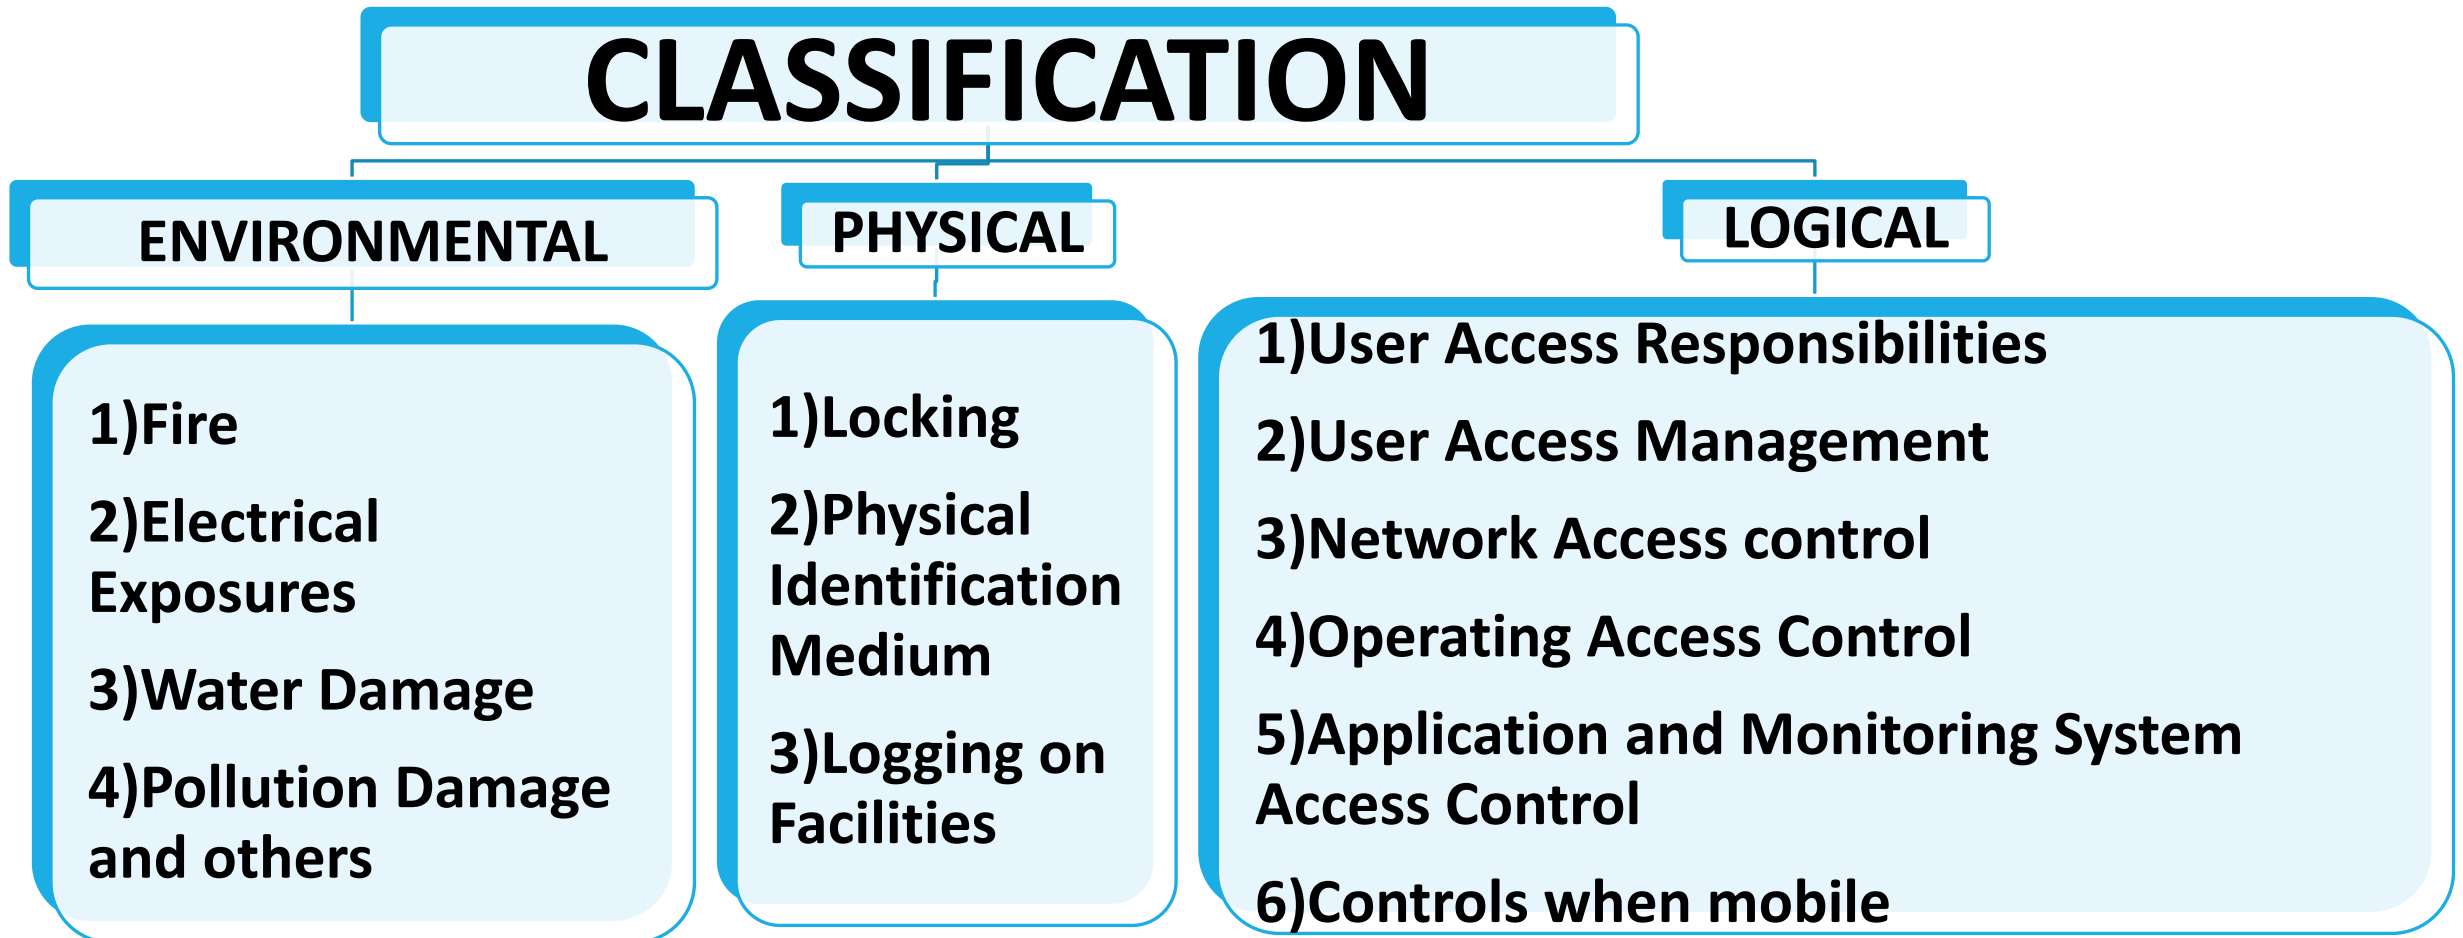 CLASSIFICATION
ENVIRONMENTAL
PHYSICAL
LOGICAL
1)Fire
2)Electrical
Exposures
3)Water Damage
4)Pollution Damage
and others
1)Locking
2)Physical
Identification
Medium
3)Logging on
Facilities
1)User Access Responsibilities
2)User Access Management
3)Network Access control
4)Operating Access Control
5)Application and Monitoring System
Access Control
6)Controls when mobile